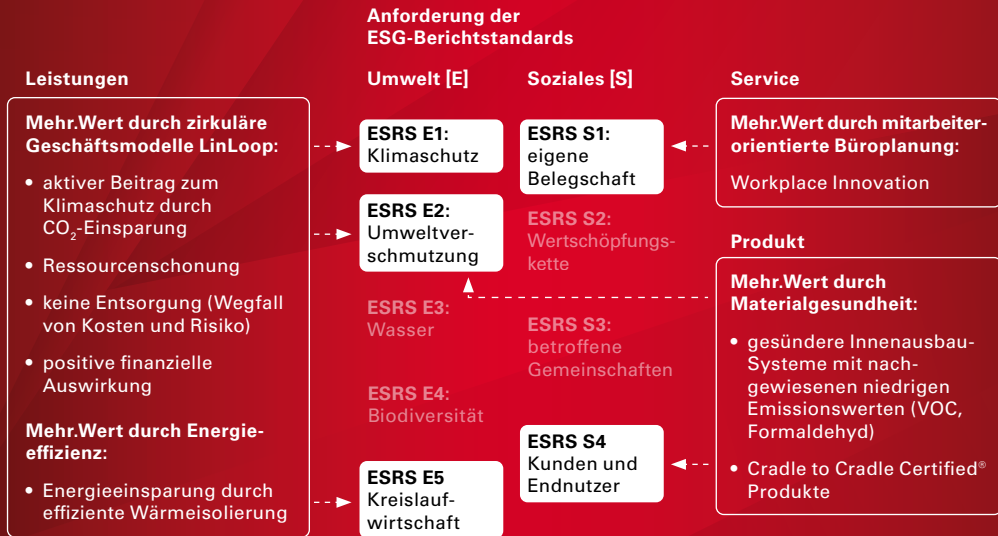 Anforderung der
ESG-Berichtstandards
Leistungen
Mehr.Wert durch zirkuläre
Geschäftsmodelle LinLoop:
• aktiver Beitrag zum
Klimaschutz durch
CO₂-Einsparung
• Ressourcenschonung
• keine Entsorgung (Wegfall
von Kosten und Risiko)
• positive finanzielle
Auswirkung
Mehr.Wert durch Energie-
effizienz:
• Energieeinsparung durch
effiziente Wärmeisolierung
Umwelt [E]
ESRS E1:
Klimaschutz
ESRS E2:
Umweltver-
schmutzung
ESRS E3:
Wasser
ESRS E4:
Biodiversität
ESRS E5
Kreislauf-
wirtschaft
Soziales [S]
ESRS S1:
eigene
Belegschaft
ESRS S2:
Wertschöpfungs-
kette
ESRS S3:
betroffene
Gemeinschaften
ESRS S4
Kunden und
Endnutzer
Service
Mehr.Wert durch mitarbeiter-
orientierte Büroplanung:
Workplace Innovation
Produkt
Mehr.Wert durch
Materialgesundheit:
• gesündere Innenausbau-
Systeme mit nach-
gewiesenen niedrigen
Emissionswerten (VOC,
Formaldehyd)
• Cradle to Cradle Certified®
Produkte